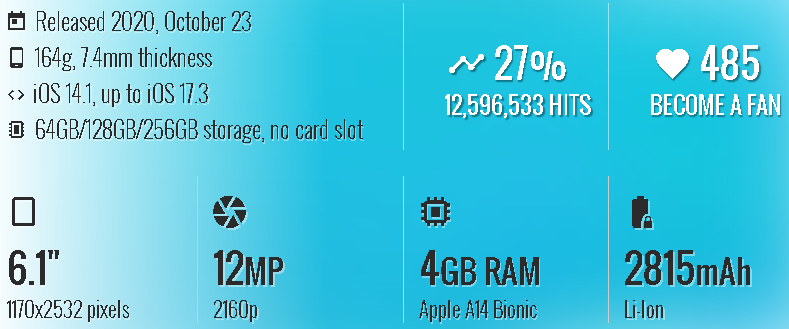 Released 2020, October 23
164g, 7.4mm thickness
iOS 14.1, up to iOS 17.3
64GB/128GB/256GB storage, no card slot
27%
12,596,533 HITS
485
BECOME A FAN
6.1"
1170x2532 pixels
12MP
2160p
4GB RAM
Apple A14 Bionic
2815mAh
Li-Ion